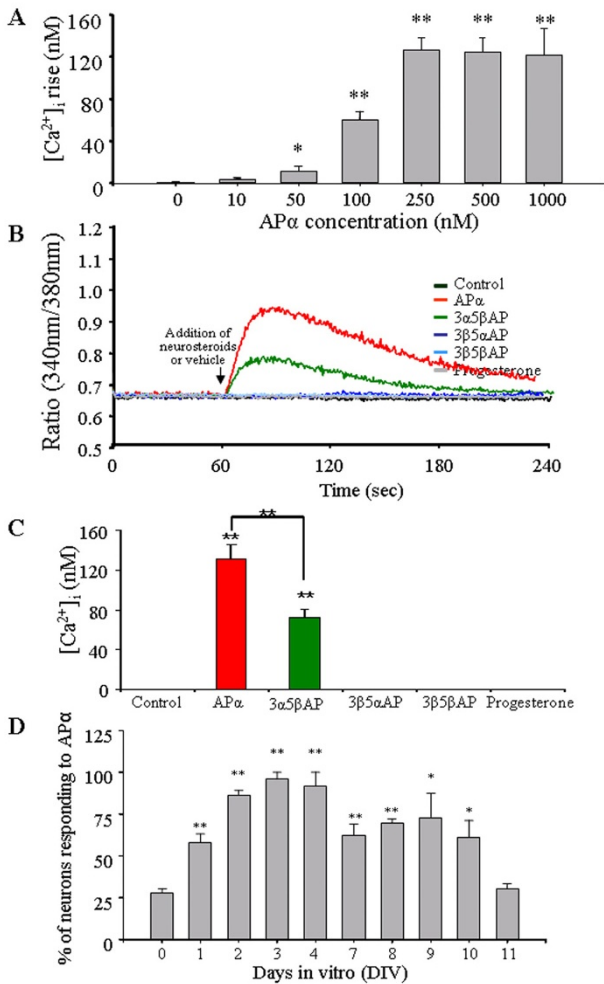 A
[Ca²⁺]ᵢ rise (nM)
160
120
80
40
0
*
**
**
**
**
0 10 50 100 250 500 1000
APα concentration (nM)
B
Ratio (340nm/380nm)
1.2
1.1
1.0
0.9
0.8
0.7
0.6
0.5
Addition of
neurosteroids
or vehicle
Control
APα
3α5βAP
3β5αAP
3β5βAP
Progesterone
0 60 120 180 240
Time (sec)
C
[Ca²⁺]ᵢ (nM)
160
120
80
40
0
**
**
**
Control APα 3α5βAP 3β5αAP 3β5βAP Progesterone
D
% of neurons responding to APα
125
100
75
50
25
0
** ** ** ** ** ** * *
0 1 2 3 4 7 8 9 10 11
Days in vitro (DIV)